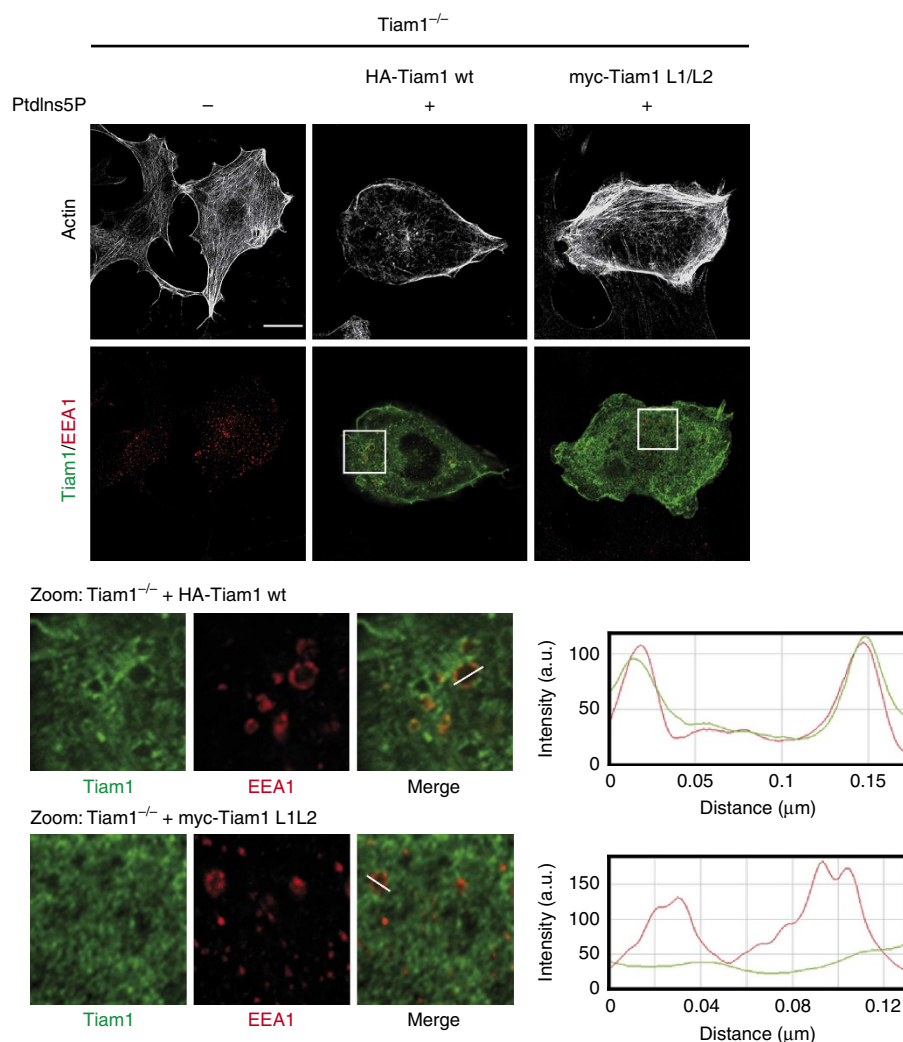 Tiam1⁻/⁻
HA-Tiam1 wt myc-Tiam1 L1/L2
PtdIns5P – + +
Actin
Tiam1/EEA1
Zoom: Tiam1⁻/⁻ + HA-Tiam1 wt
Tiam1 EEA1 Merge
Intensity (a.u.)
100
50
0
0 0.05 0.1 0.15
Distance (μm)
Zoom: Tiam1⁻/⁻ + myc-Tiam1 L1L2
Tiam1 EEA1 Merge
Intensity (a.u.)
150
100
50
0
0 0.04 0.08 0.12
Distance (μm)